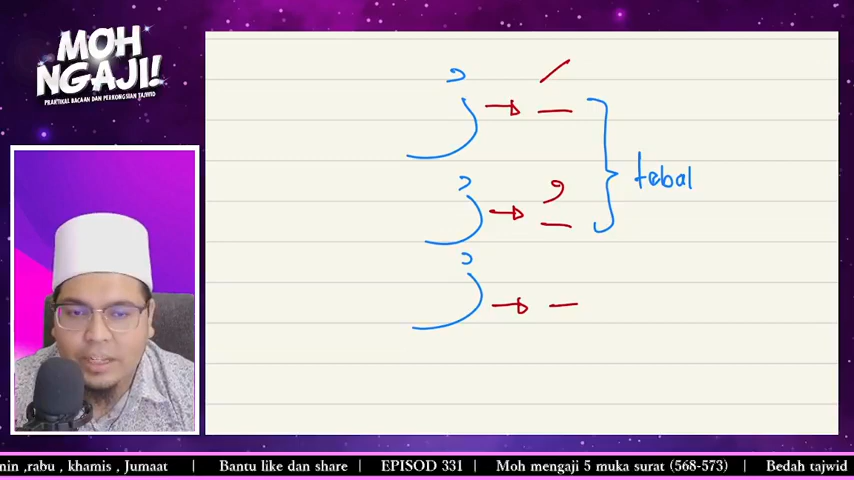 MOH
NGAJI!
PRAKTIKAL BACAAN DAN PERKONGSIAN TAJWID
رْ →
رْ →
tebal
رْ →
nin ,rabu , khamis , Jumaat | Bantu like dan share | EPISOD 331 | Moh mengaji 5 muka surat (568-573) | Bedah tajwid